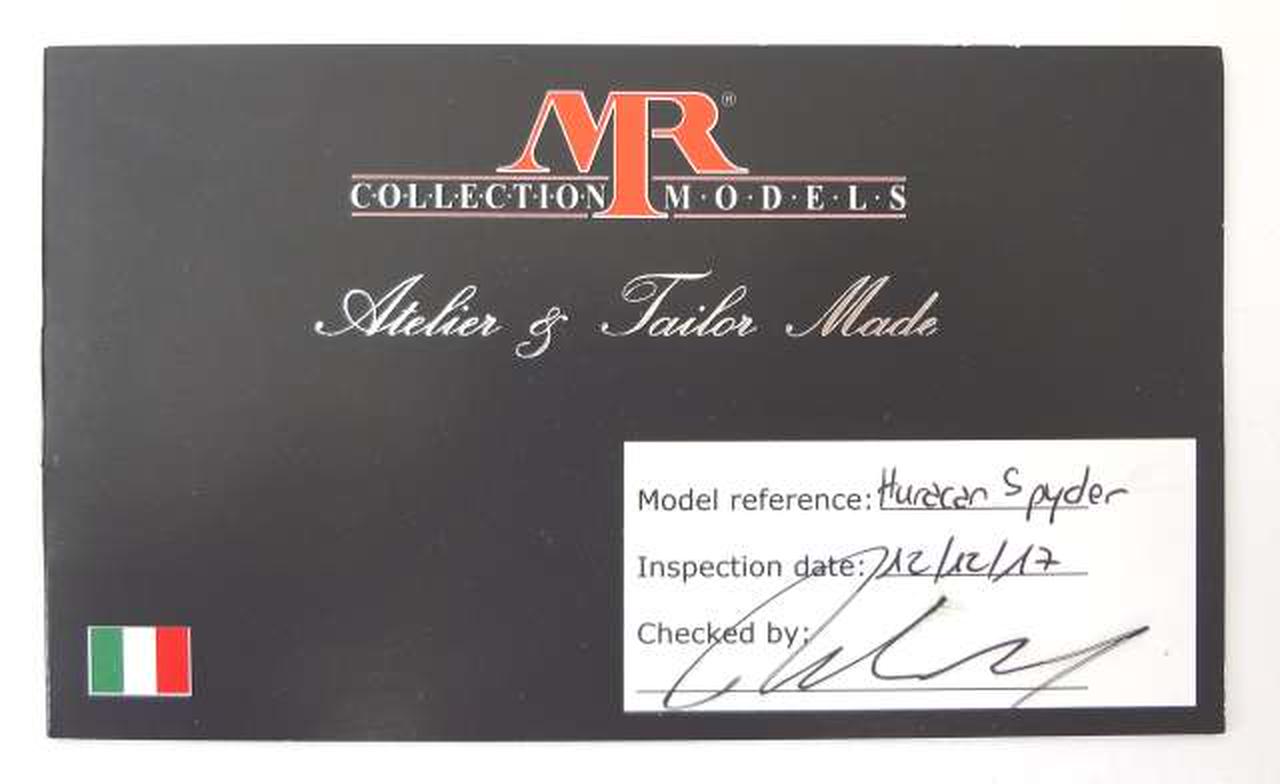 MR®
COLLECTION MODELS
Atelier & Tailor Made
Model reference: Huracan Spyder
Inspection date: 12/12/17
Checked by: